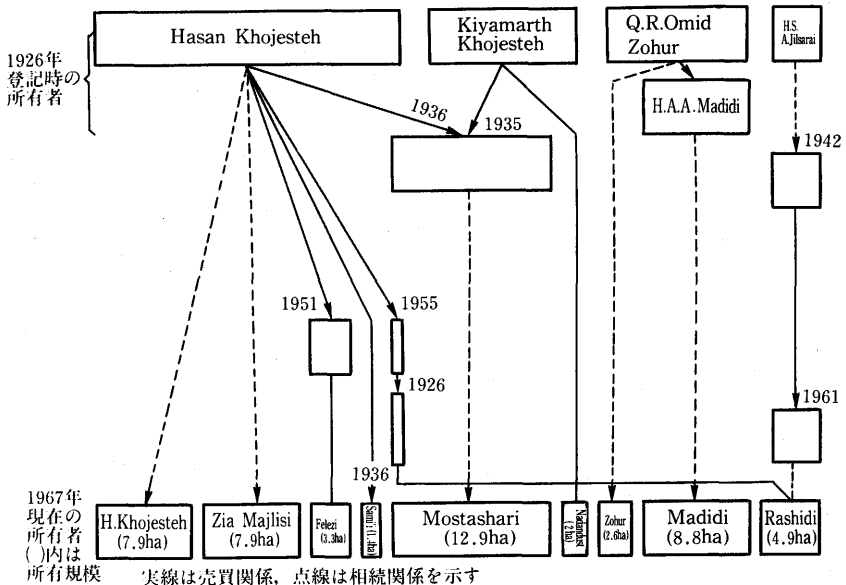 1926年
登記時の
所有者
Hasan Khojesteh
Kiyamarth
Khojesteh
Q.R.Omid
Zohur
H.S.
A.Jilsarai
H.A.A.Madidi
1936
1935
1942
1951
1955
1926
1961
1936
1967年
現在の
所有者
( )内は
所有規模
H.Khojesteh
(7.9ha)
Zia Majlisi
(7.9ha)
Felezi
(3.3ha)
Mostashari
(12.9ha)
Nadandust
(2ha)
Zohur
(2.6ha)
Madidi
(8.8ha)
Rashidi
(4.9ha)
実線は売買関係，点線は相続関係を示す